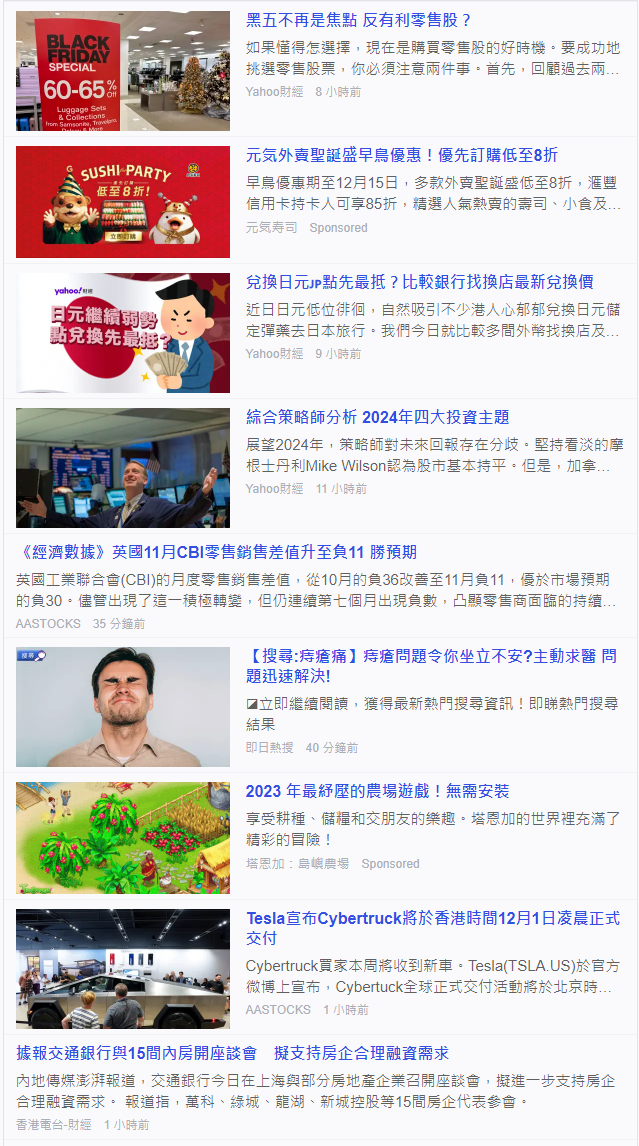 BLACK
FRIDAY
SPECIAL
60-65% Off
Luggage Sets
& Collections
from Samsonite, Travelpro,
黑五不再是焦點 反有利零售股？
如果懂得怎選擇，現在是購買零售股的好時機。要成功地
挑選零售股票，你必須注意兩件事。首先，回顧過去兩...
Yahoo財經 8 小時前
SUSHI PARTY
低至8折!
立即訂購
元気外賣聖誕盛早鳥優惠！優先訂購低至8折
早鳥優惠期至12月15日，多款外賣聖誕盛低至8折，滙豐
信用卡持卡人可享85折，精選人氣熱賣的壽司、小食及...
元気寿司 Sponsored
yahoo!財經
日元繼續弱勢
點兌換先最抵?
兌換日元JP點先最抵？比較銀行找換店最新兌換價
近日日元低位徘徊，自然吸引不少港人心郁郁兌換日元儲
定彈藥去日本旅行。我們今日就比較多間外幣找換店及...
Yahoo財經 9 小時前
綜合策略師分析 2024年四大投資主題
展望2024年，策略師對未來回報存在分歧。堅持看淡的摩
根士丹利Mike Wilson認為股市基本持平。但是，加拿...
Yahoo財經 11 小時前
《經濟數據》英國11月CBI零售銷售差值升至負11 勝預期
英國工業聯合會(CBI)的月度零售銷售差值，從10月的負36改善至11月負11，優於市場預期
的負30。儘管出現了這一積極轉變，但仍連續第七個月出現負數，凸顯零售商面臨的持續...
AASTOCKS 35 分鐘前
搜尋
【搜尋:痔瘡痛】痔瘡問題令你坐立不安?主動求醫 問
題迅速解決!
◪立即繼續閱讀，獲得最新熱門搜尋資訊！即睇熱門搜尋
結果
即日熱搜 40 分鐘前
2023 年最紓壓的農場遊戲！無需安裝
享受耕種、儲糧和交朋友的樂趣。塔恩加的世界裡充滿了
精彩的冒險！
塔恩加：島嶼農場 Sponsored
Tesla宣布Cybertruck將於香港時間12月1日凌晨正式
交付
Cybertruck買家本周將收到新車。Tesla(TSLA.US)於官方
微博上宣布，Cybertuck全球正式交付活動將於北京時...
AASTOCKS 1 小時前
據報交通銀行與15間內房開座談會　擬支持房企合理融資需求
內地傳媒澎湃報道，交通銀行今日在上海與部分房地產企業召開座談會，擬進一步支持房企
合理融資需求。 報道指，萬科、綠城、龍湖、新城控股等15間房企代表參會。
香港電台-財經 1 小時前